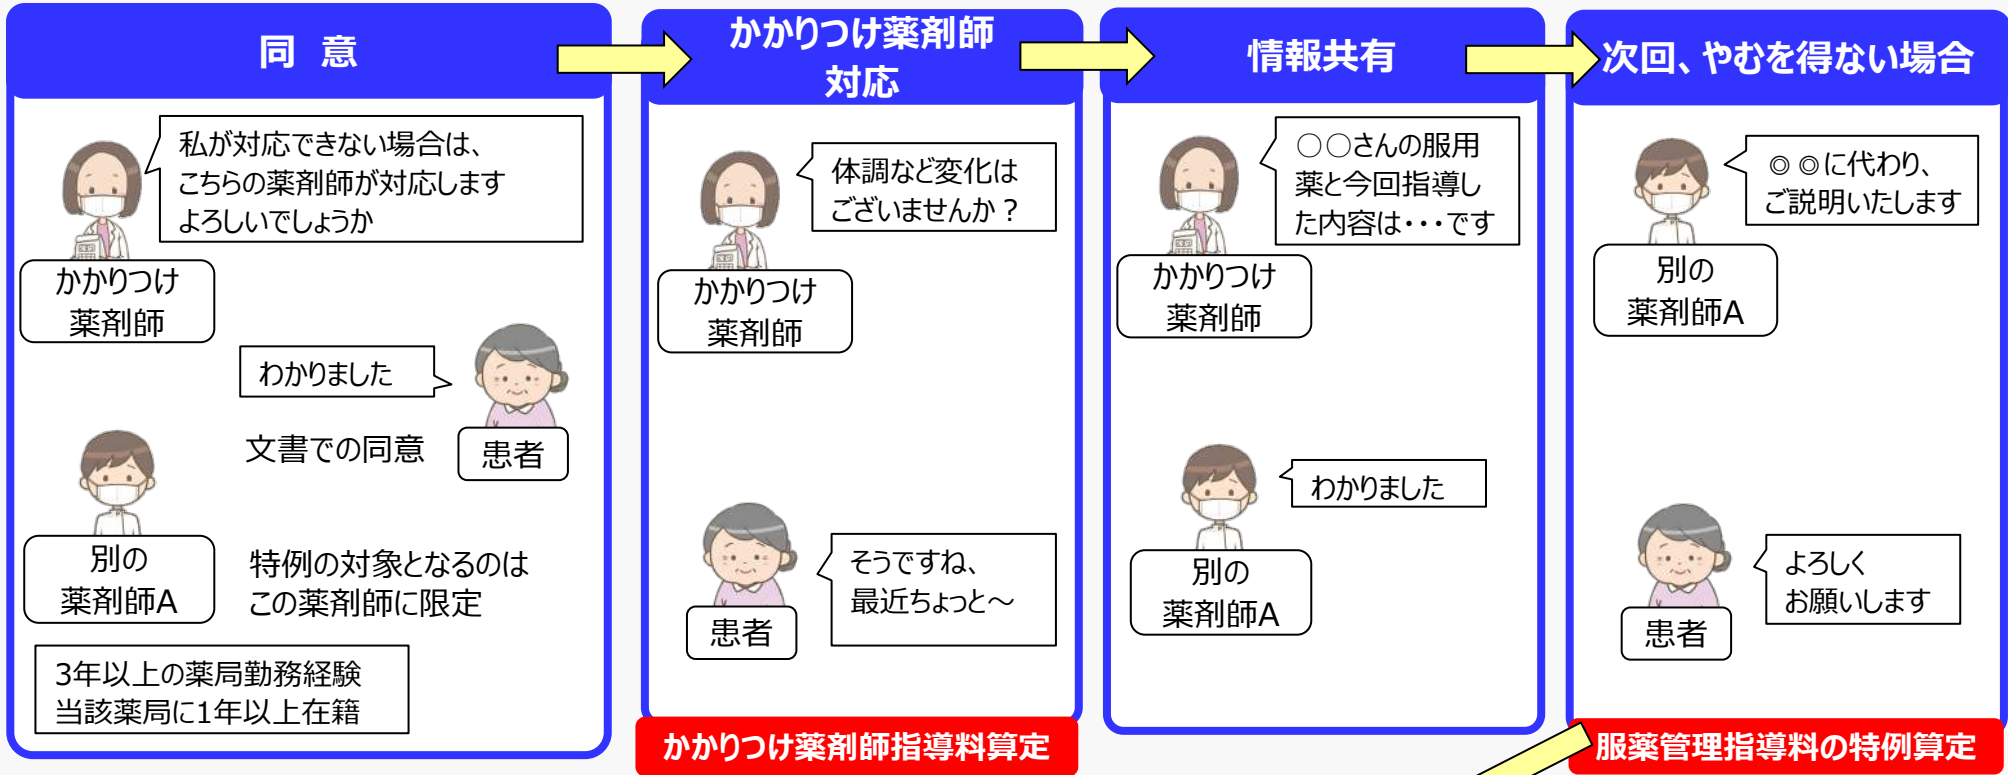 同 意
私が対応できない場合は、
こちらの薬剤師が対応します
よろしいでしょうか
かかりつけ
薬剤師
わかりました
文書での同意
患者
別の
薬剤師A
特例の対象となるのは
この薬剤師に限定
3年以上の薬局勤務経験
当該薬局に1年以上在籍
かかりつけ薬剤師
対応
体調など変化は
ございませんか？
かかりつけ
薬剤師
そうですね、
最近ちょっと～
患者
かかりつけ薬剤師指導料算定
情報共有
○○さんの服用
薬と今回指導し
た内容は・・・です
かかりつけ
薬剤師
わかりました
別の
薬剤師A
次回、やむを得ない場合
◎ ◎に代わり、
ご説明いたします
別の
薬剤師A
よろしく
お願いします
患者
服薬管理指導料の特例算定